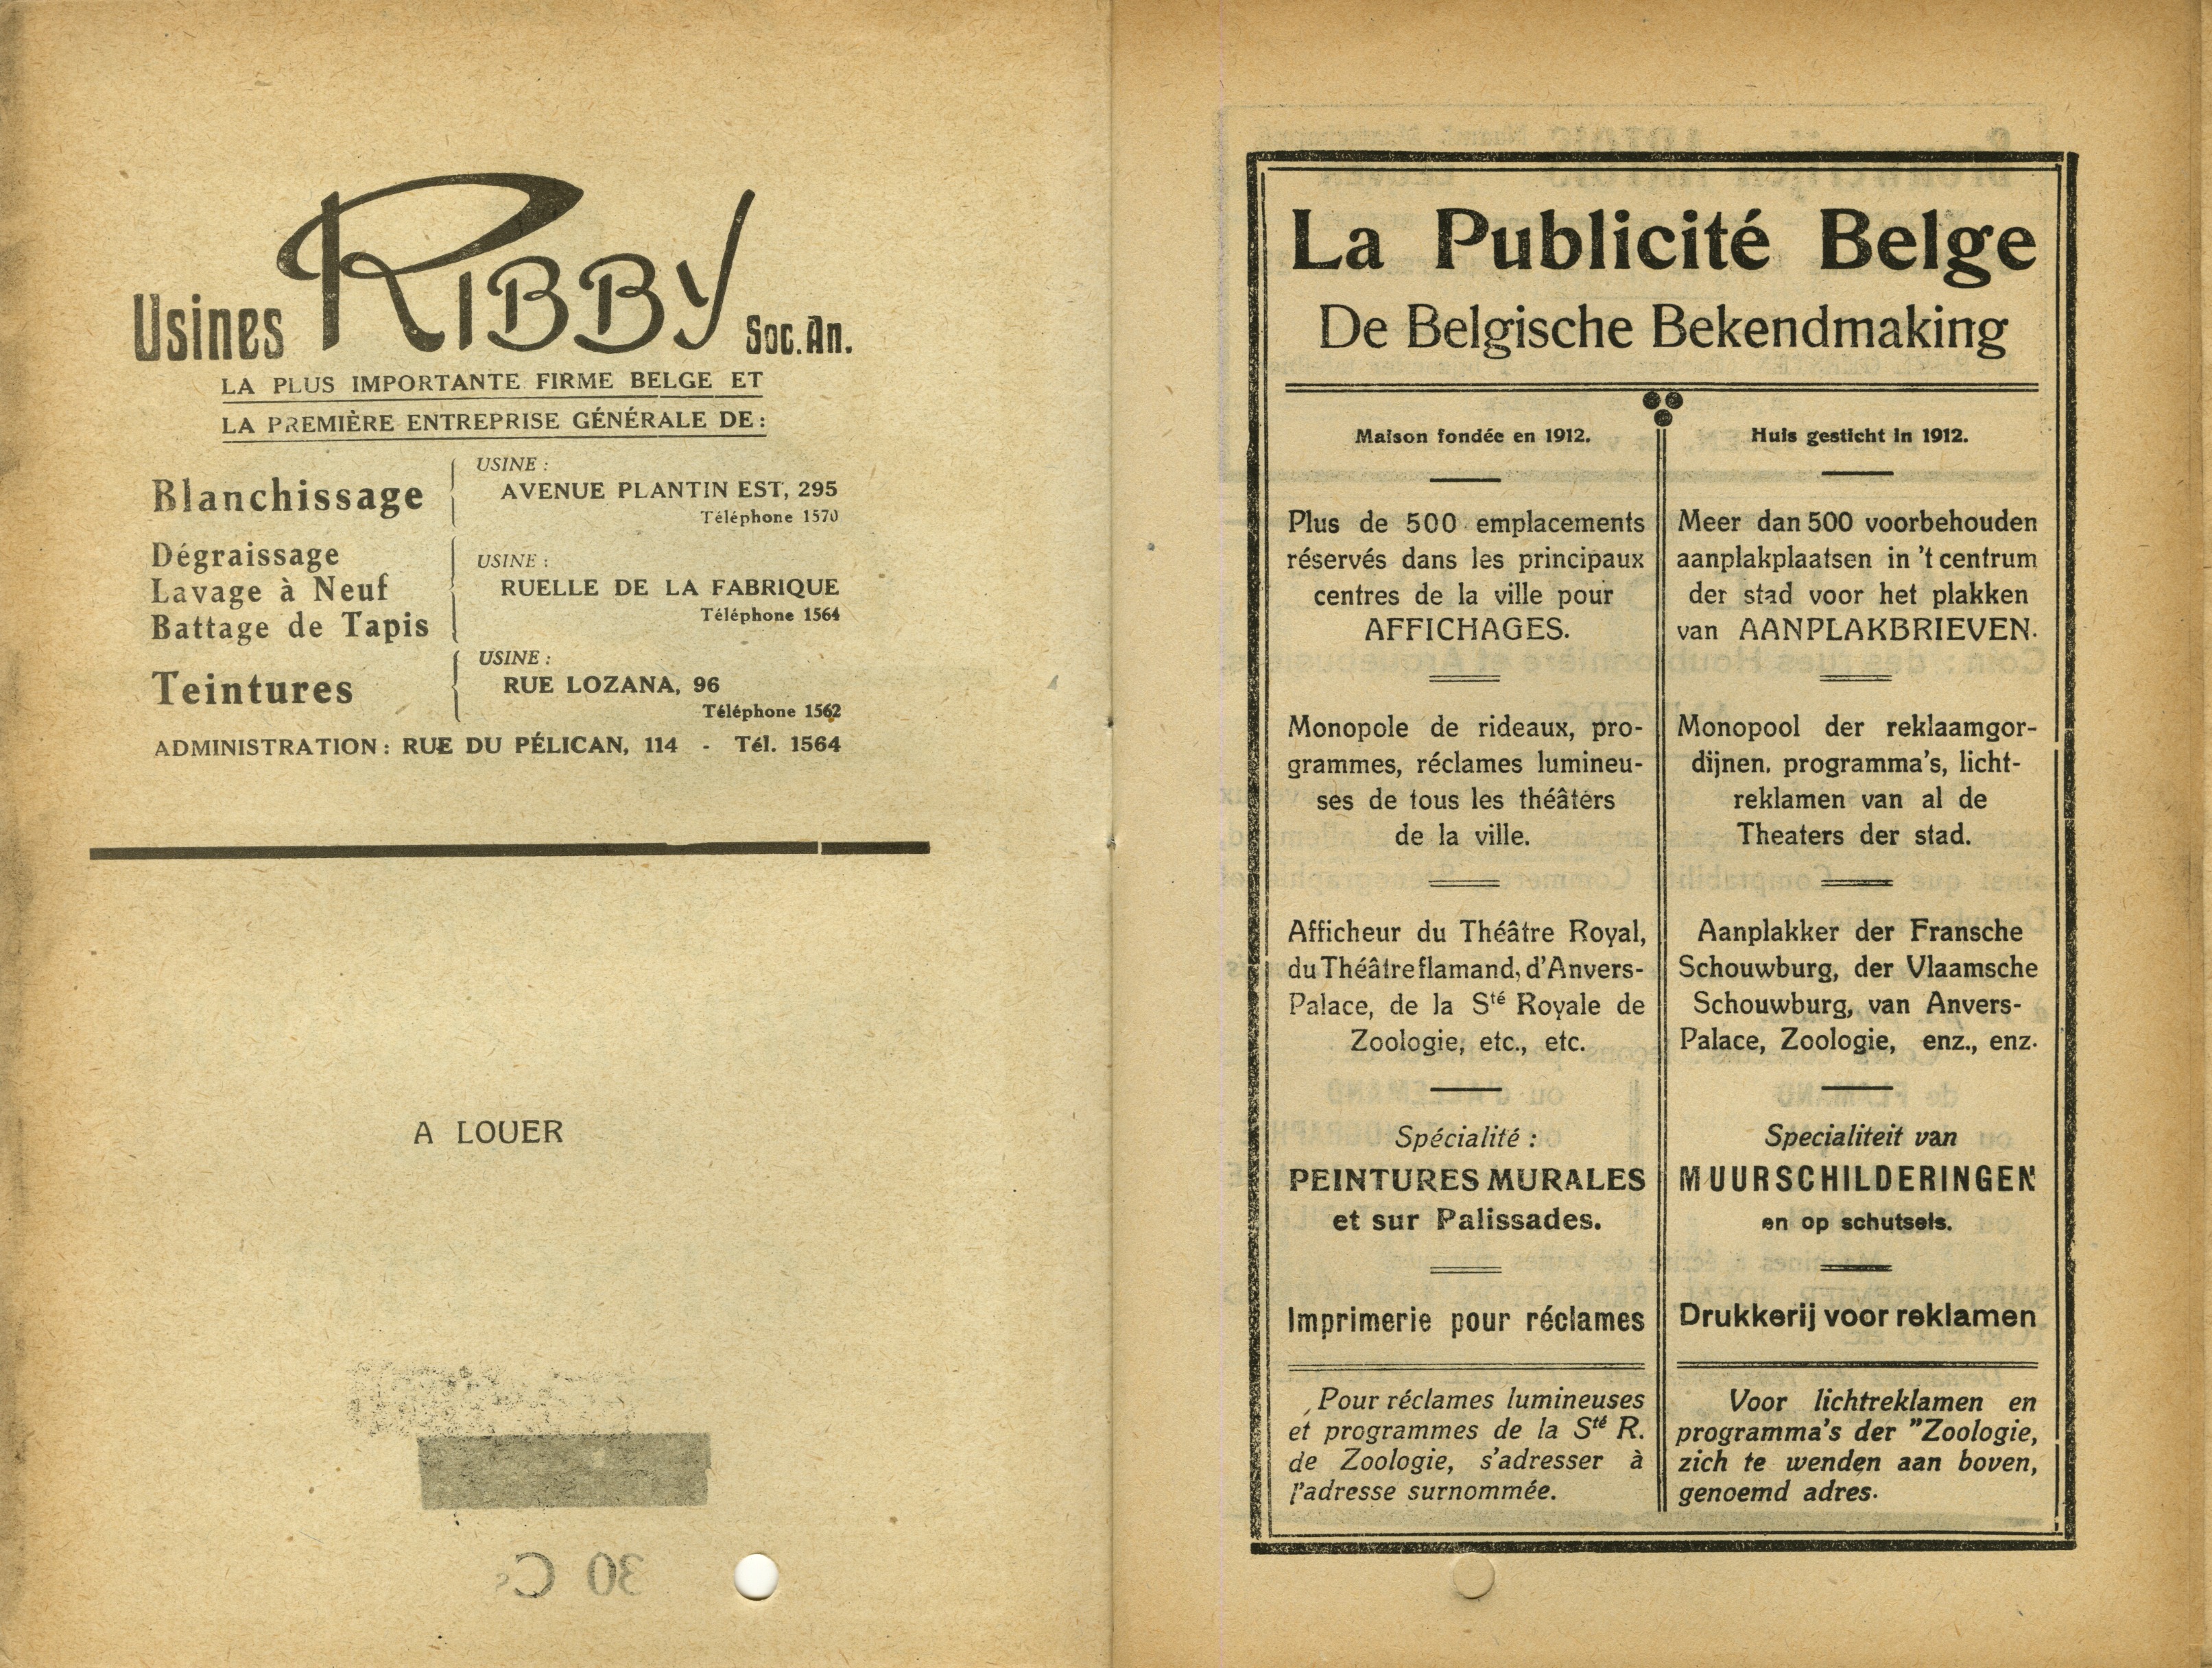 Usines RIBBY Soc. An.
LA PLUS IMPORTANTE FIRME BELGE ET
LA PREMIÈRE ENTREPRISE GÉNÉRALE DE :
Blanchissage
USINE :
AVENUE PLANTIN EST, 295
Téléphone 1570
Dégraissage
Lavage à Neuf
Battage de Tapis
USINE :
RUELLE DE LA FABRIQUE
Téléphone 1564
Teintures
USINE :
RUE LOZANA, 96
Téléphone 1562
ADMINISTRATION : RUE DU PÉLICAN, 114 - Tél. 1564
A LOUER
30 Cs
La Publicité Belge
De Belgische Bekendmaking
Maison fondée en 1912.
Plus de 500 emplacements
réservés dans les principaux
centres de la ville pour
AFFICHAGES.
Monopole de rideaux, pro-
grammes, réclames lumineu-
ses de tous les théâtérs
de la ville.
Afficheur du Théâtre Royal,
du Théâtre flamand, d'Anvers-
Palace, de la Sté Royale de
Zoologie, etc., etc.
Spécialité :
PEINTURES MURALES
et sur Palissades.
Imprimerie pour réclames
Pour réclames lumineuses
et programmes de la Sté R.
de Zoologie, s'adresser à
l'adresse surnommée.
Huis gesticht in 1912.
Meer dan 500 voorbehouden
aanplakplaatsen in 't centrum
der stad voor het plakken
van AANPLAKBRIEVEN.
Monopool der reklaamgor-
dijnen, programma's, licht-
reklamen van al de
Theaters der stad.
Aanplakker der Fransche
Schouwburg, der Vlaamsche
Schouwburg, van Anvers-
Palace, Zoologie, enz., enz.
Specialiteit van
MUURSCHILDERINGEN
en op schutsels.
Drukkerij voor reklamen
Voor lichtreklamen en
programma's der "Zoologie,
zich te wenden aan boven,
genoemd adres.